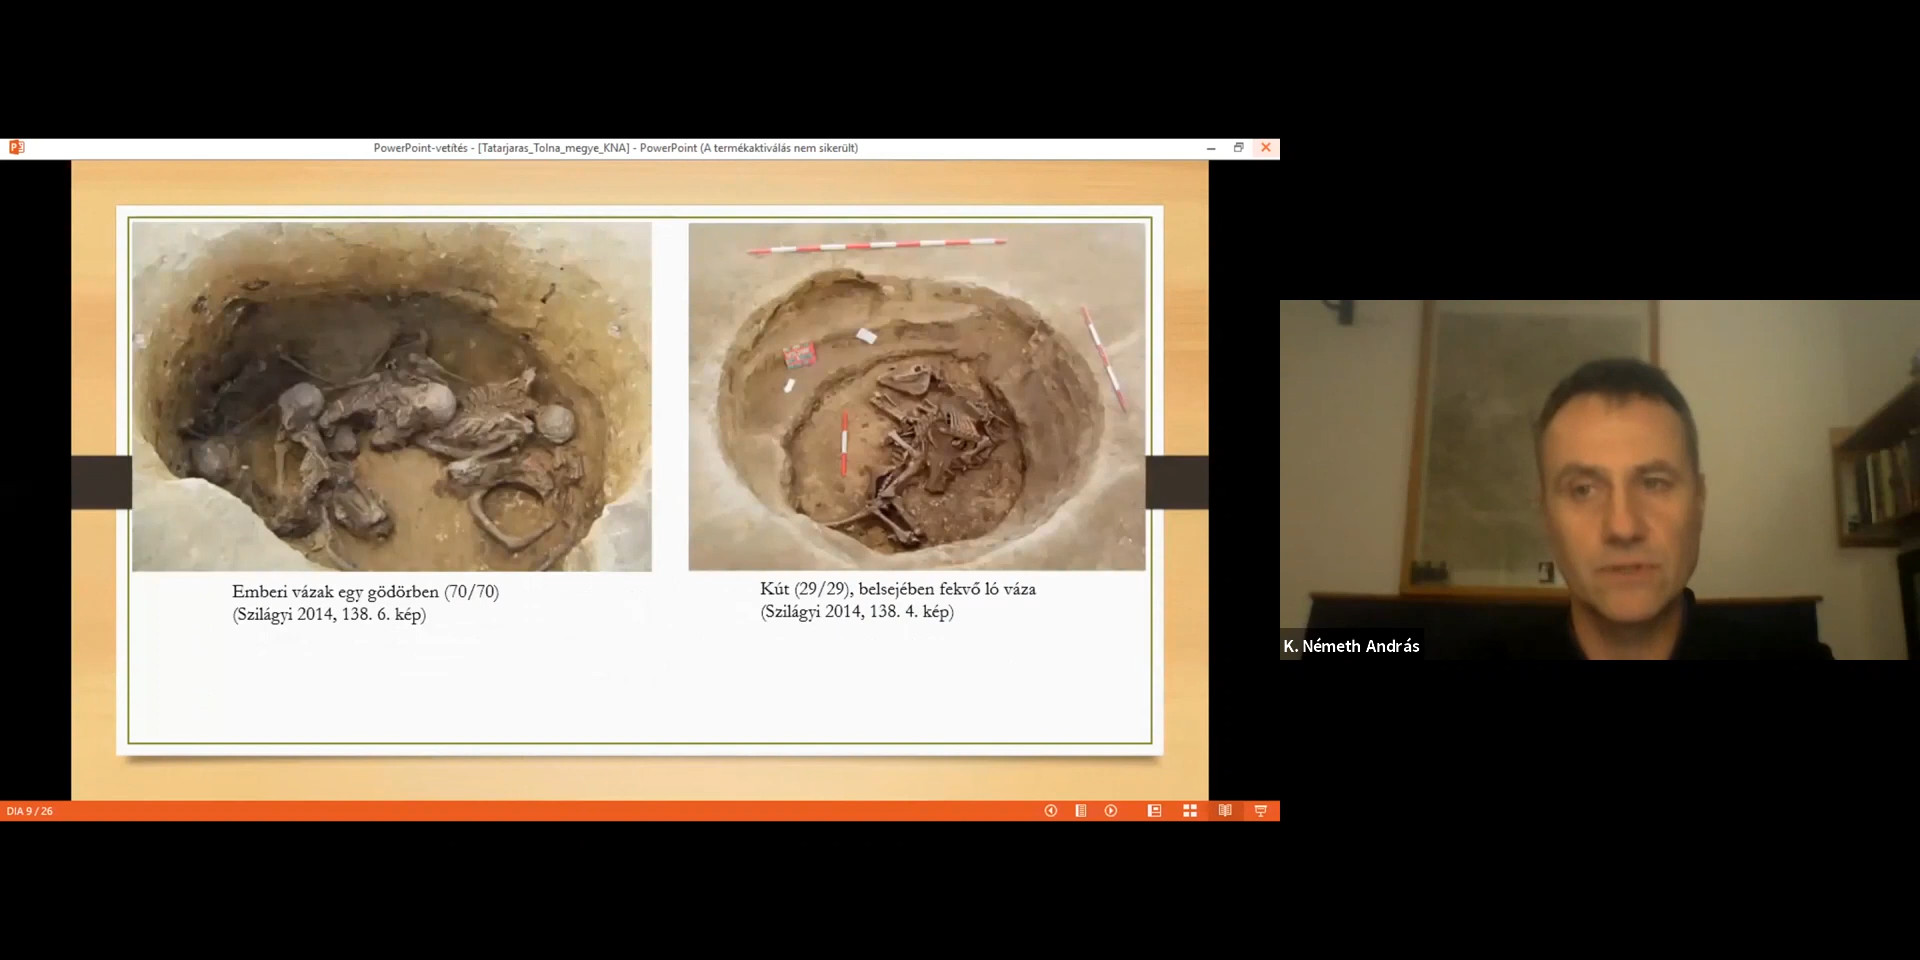 PowerPoint-vetítés - [Tatarjaras_Tolna_megye_KNA] - PowerPoint (A termékaktiválás nem sikerült)
Emberi vázak egy gödörben (70/70)
(Szilágyi 2014, 138. 6. kép)
Kút (29/29), belsejében fekvő ló váza
(Szilágyi 2014, 138. 4. kép)
K. Németh András
DIA 9 / 26